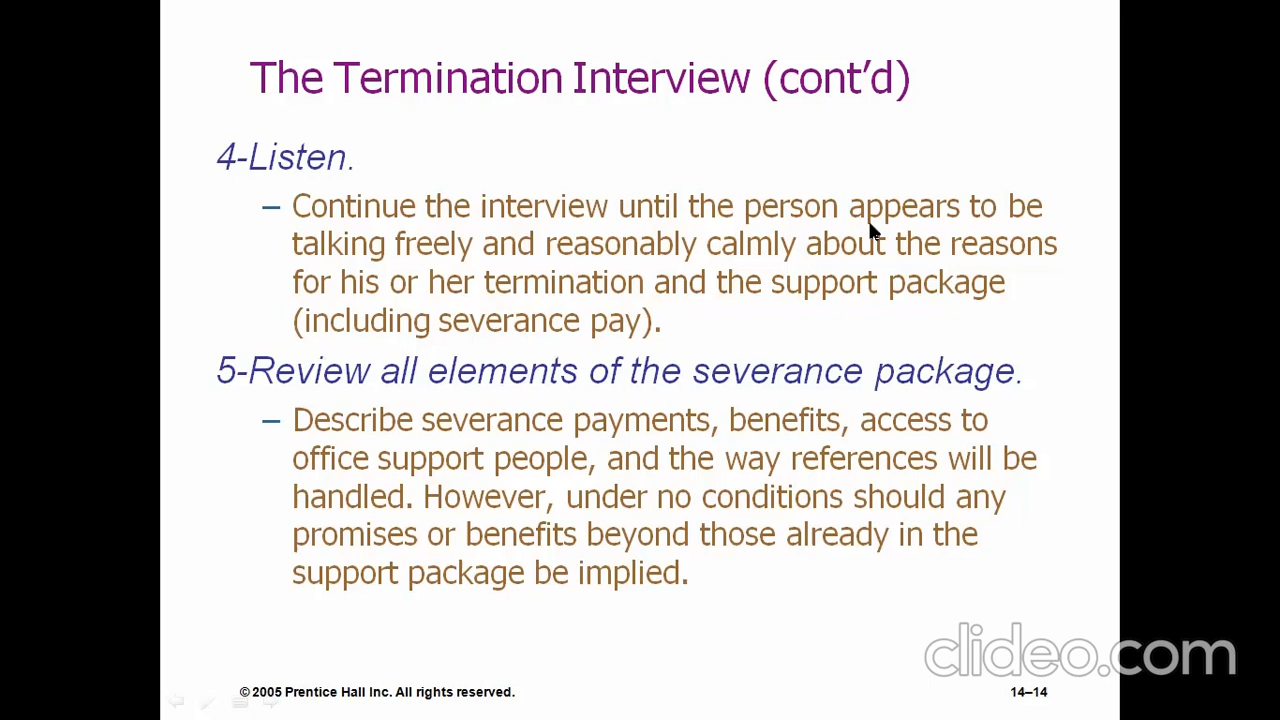 The Termination Interview (cont’d)
4-Listen.
– Continue the interview until the person appears to be
talking freely and reasonably calmly about the reasons
for his or her termination and the support package
(including severance pay).
5-Review all elements of the severance package.
– Describe severance payments, benefits, access to
office support people, and the way references will be
handled. However, under no conditions should any
promises or benefits beyond those already in the
support package be implied.
clideo.com
© 2005 Prentice Hall Inc. All rights reserved.
14–14